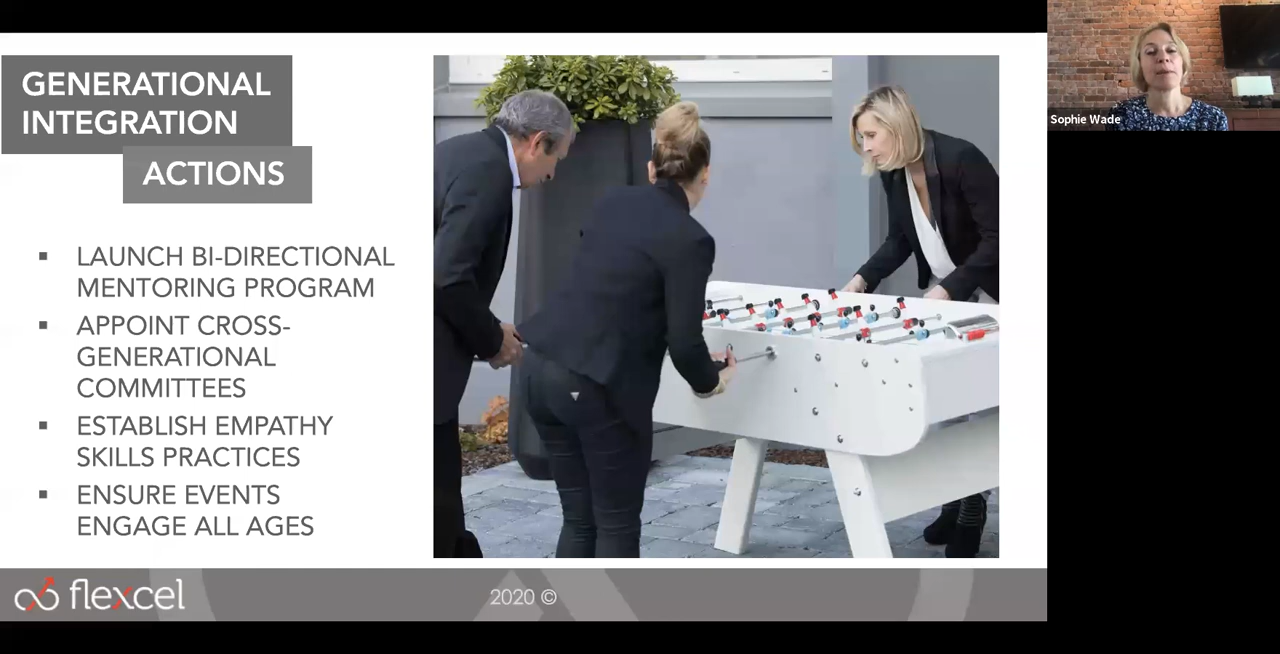 GENERATIONAL
INTEGRATION
ACTIONS
▪ LAUNCH BI-DIRECTIONAL
MENTORING PROGRAM
▪ APPOINT CROSS-
GENERATIONAL
COMMITTEES
▪ ESTABLISH EMPATHY
SKILLS PRACTICES
▪ ENSURE EVENTS
ENGAGE ALL AGES
flexcel
2020 ©
Sophie Wade